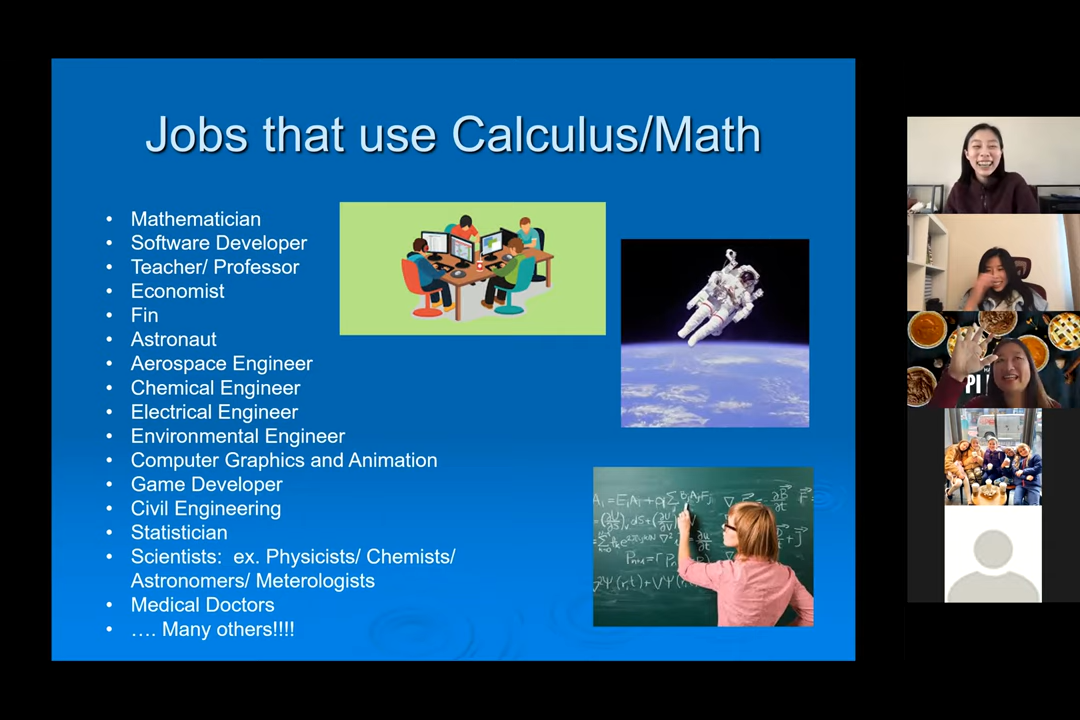 Jobs that use Calculus/Math
• Mathematician
• Software Developer
• Teacher/ Professor
• Economist
• Fin
• Astronaut
• Aerospace Engineer
• Chemical Engineer
• Electrical Engineer
• Environmental Engineer
• Computer Graphics and Animation
• Game Developer
• Civil Engineering
• Statistician
• Scientists:  ex. Physicists/ Chemists/
Astronomers/ Meterologists
• Medical Doctors
• …. Many others!!!!
PI